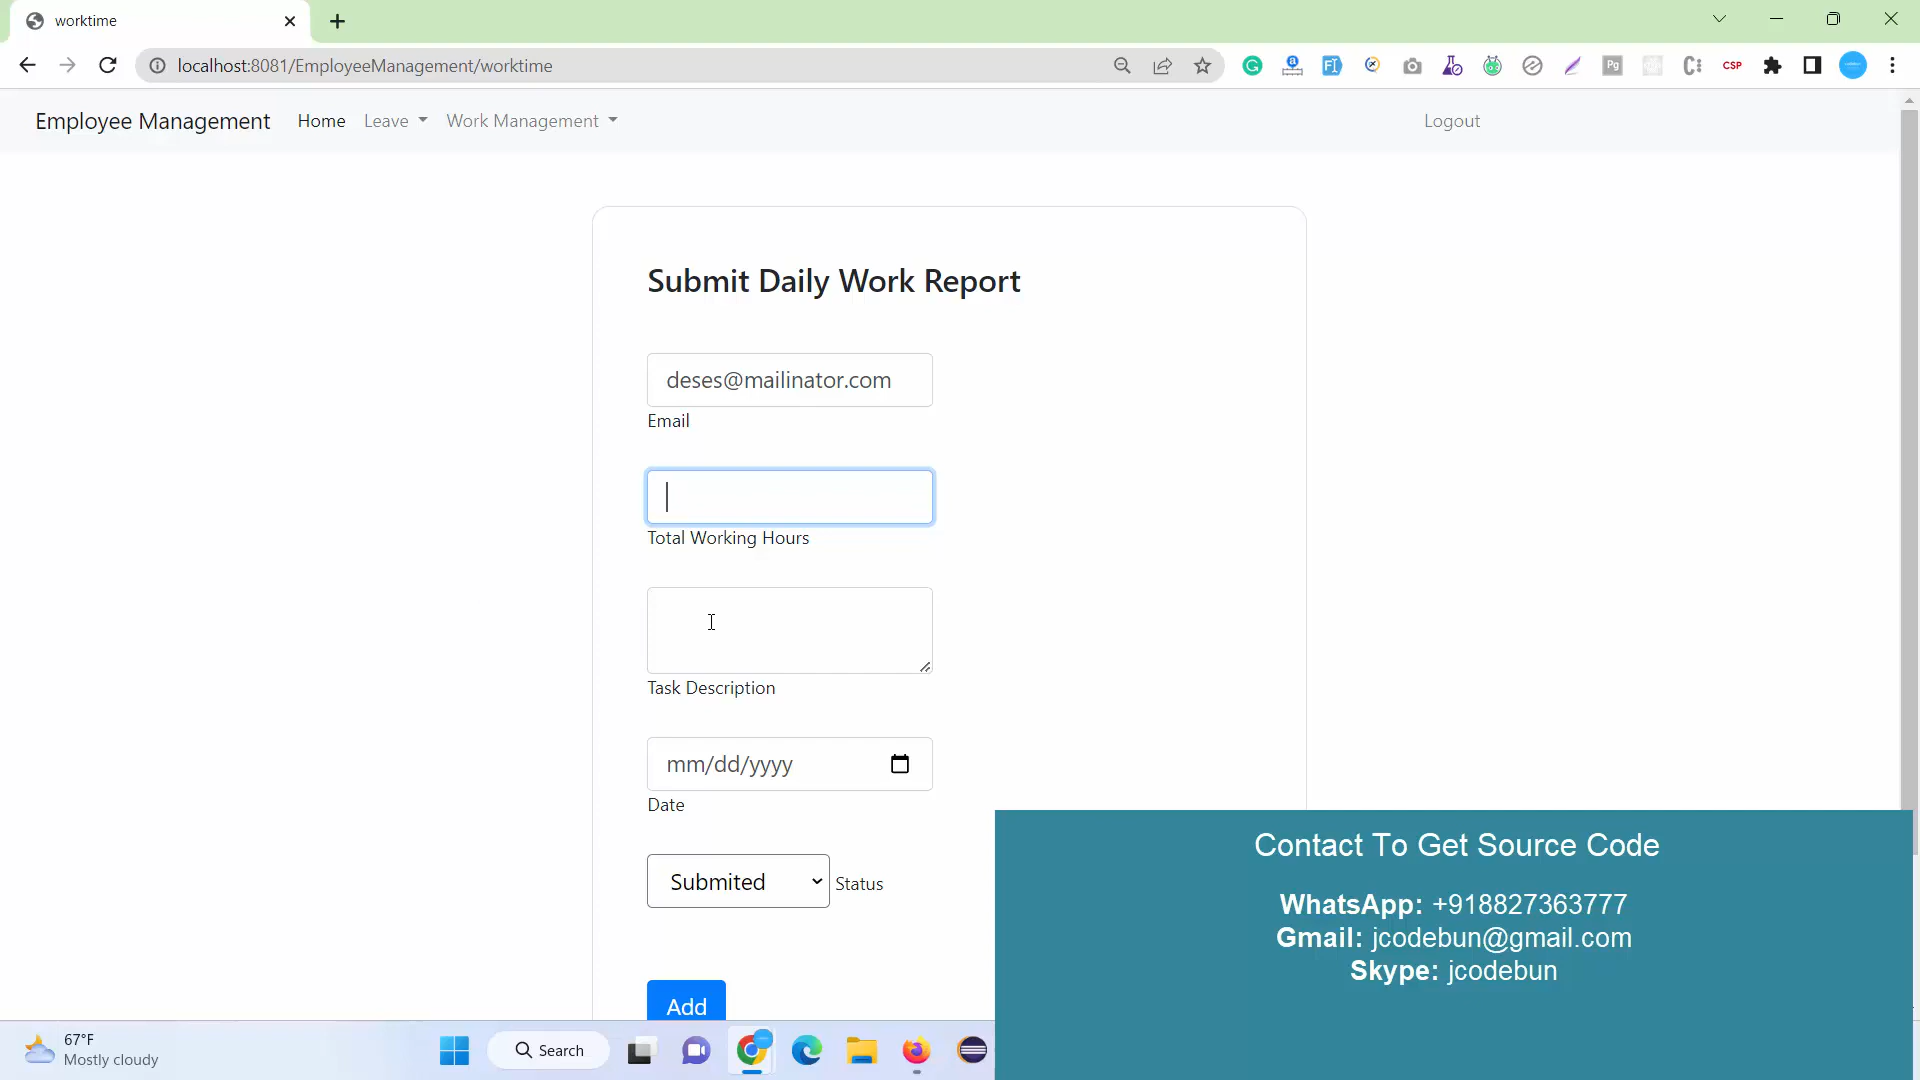 worktime
localhost:8081/EmployeeManagement/worktime
CSP
Employee Management Home Leave Work Management Logout
Submit Daily Work Report
deses@mailinator.com
Email
Total Working Hours
Task Description
mm/dd/yyyy
Date
Submited Status
Add
Contact To Get Source Code
WhatsApp: +918827363777
Gmail: jcodebun@gmail.com
Skype: jcodebun
67°F
Mostly cloudy
Search